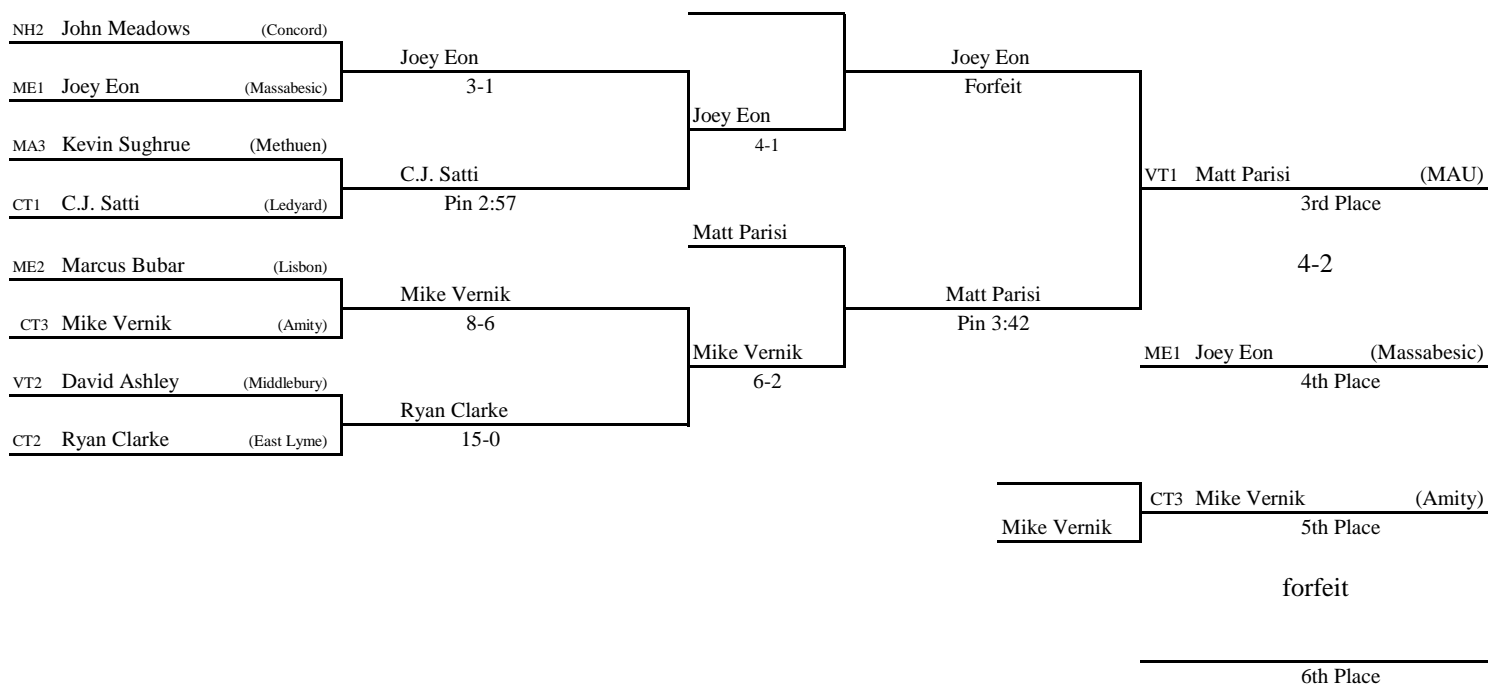 NH2 John Meadows (Concord)
Joey Eon
Joey Eon
ME1 Joey Eon (Massabesic)
3-1
Forfeit
Joey Eon
4-1
MA3 Kevin Sughrue (Methuen)
C.J. Satti
VT1 Matt Parisi (MAU)
CT1 C.J. Satti (Ledyard)
Pin 2:57
3rd Place
Matt Parisi
ME2 Marcus Bubar (Lisbon)
4-2
Mike Vernik
Matt Parisi
CT3 Mike Vernik (Amity)
8-6
Pin 3:42
Mike Vernik
ME1 Joey Eon (Massabesic)
VT2 David Ashley (Middlebury)
6-2
4th Place
Ryan Clarke
CT2 Ryan Clarke (East Lyme)
15-0
CT3 Mike Vernik (Amity)
Mike Vernik
5th Place
forfeit
6th Place